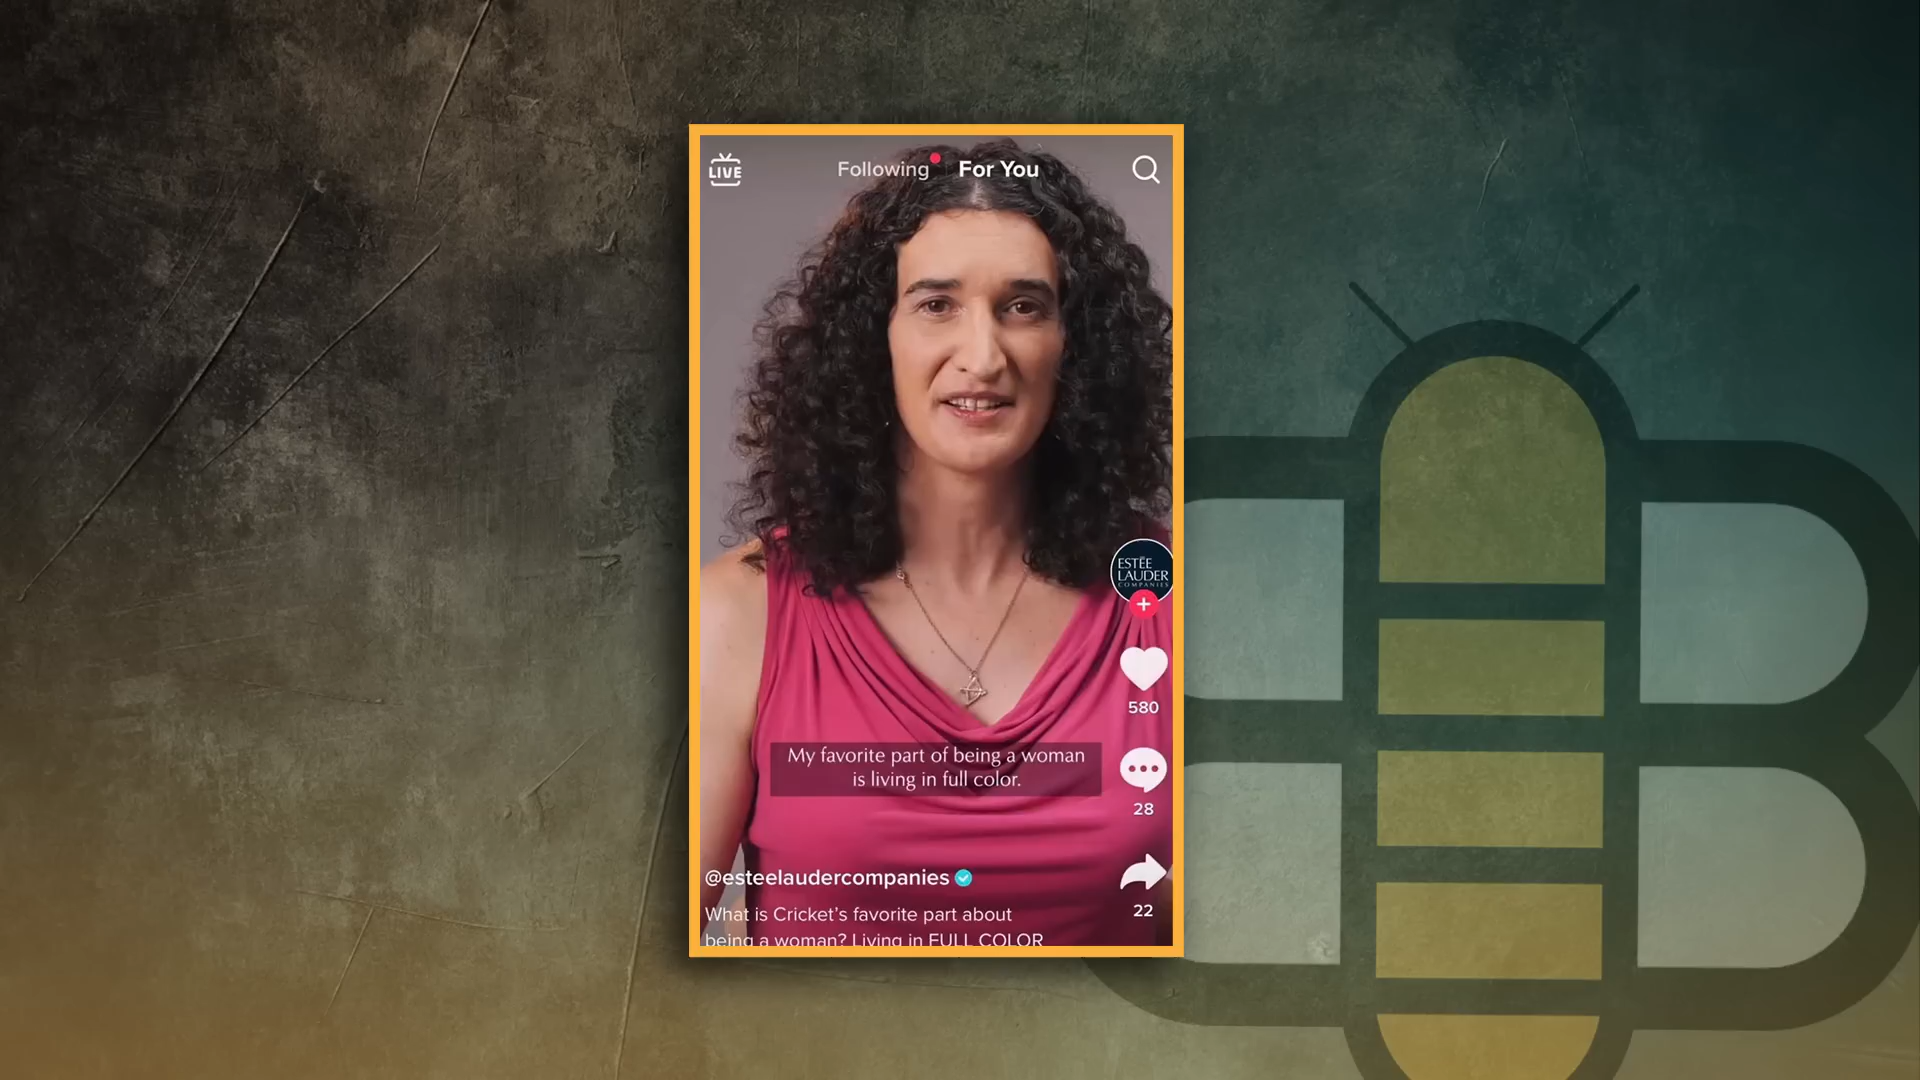 LIVE
Following
For You
ESTĒE
LAUDER
COMPANIES
580
My favorite part of being a woman
is living in full color.
28
@esteelaudercompanies
What is Cricket's favorite part about
being a woman? Living in FULL COLOR
22